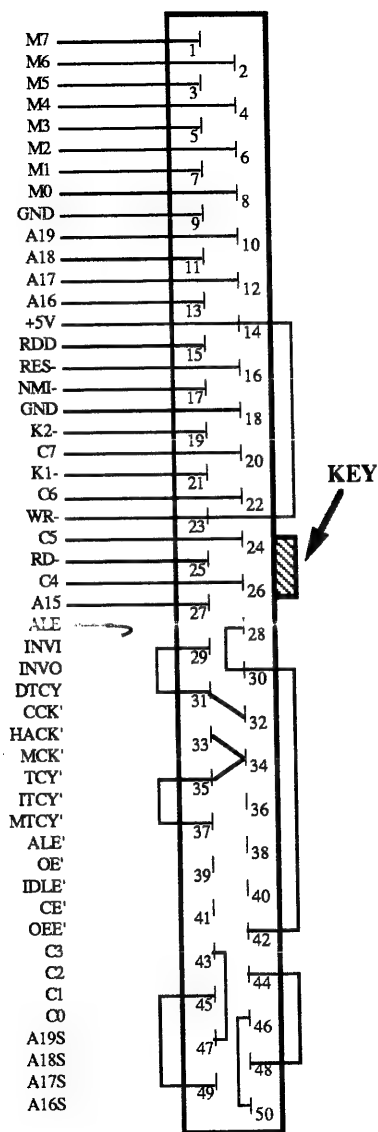 M7 1
M6 2
M5 3
M4 4
M3 5
M2 6
M1 7
M0 8
GND 9
A19 10
A18 11
A17 12
A16 13
+5V 14
RDD 15
RES- 16
NMI- 17
GND 18
K2- 19
C7 20
K1- 21
C6 22
KEY
WR- 23
C5 24
RD- 25
C4 26
A15 27
ALE 28
INVI 29
INVO 30
DTCY 31
CCK' 32
HACK' 33
MCK' 34
TCY' 35
ITCY' 36
MTCY' 37
ALE' 38
OE' 39
IDLE' 40
CE' 41
OEE' 42
C3 43
C2 44
C1 45
C0 46
A19S 47
A18S 48
A17S 49
A16S 50